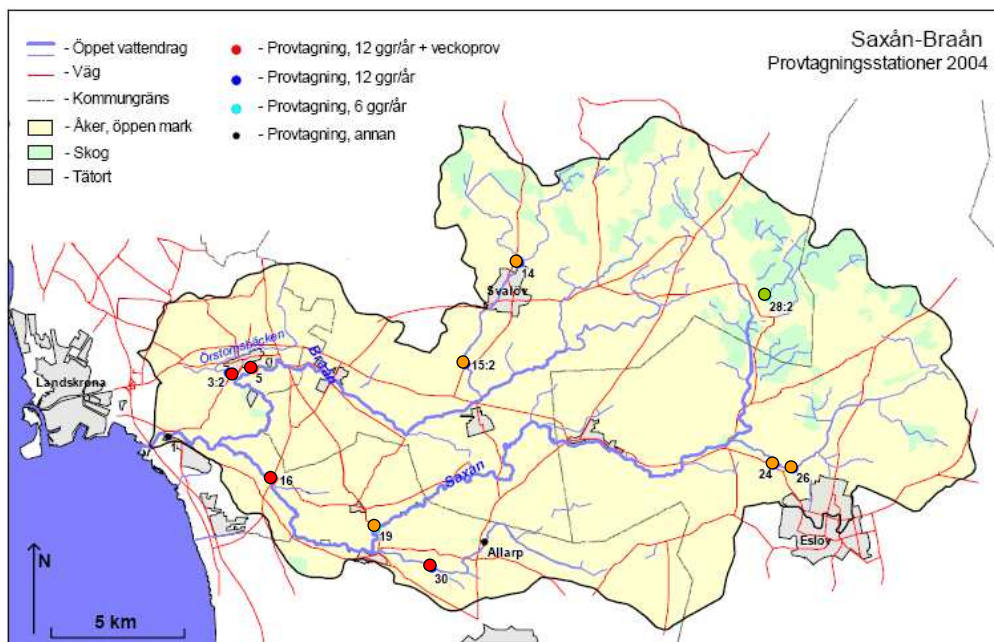 Saxån-Braån
Provtagningsstationer 2004
- Öppet vattendrag
- Väg
- Kommungräns
- Åker, öppen mark
- Skog
- Tätort
- Provtagning, 12 ggr/år + veckoprov
- Provtagning, 12 ggr/år
- Provtagning, 6 ggr/år
- Provtagning, annan
14
Svalöv
28:2
Örstorpsbäcken
Braån
15:2
5
3:2
Landskrona
1
16
Saxån
24
26
19
Allarp
Eslöv
30
N
5 km